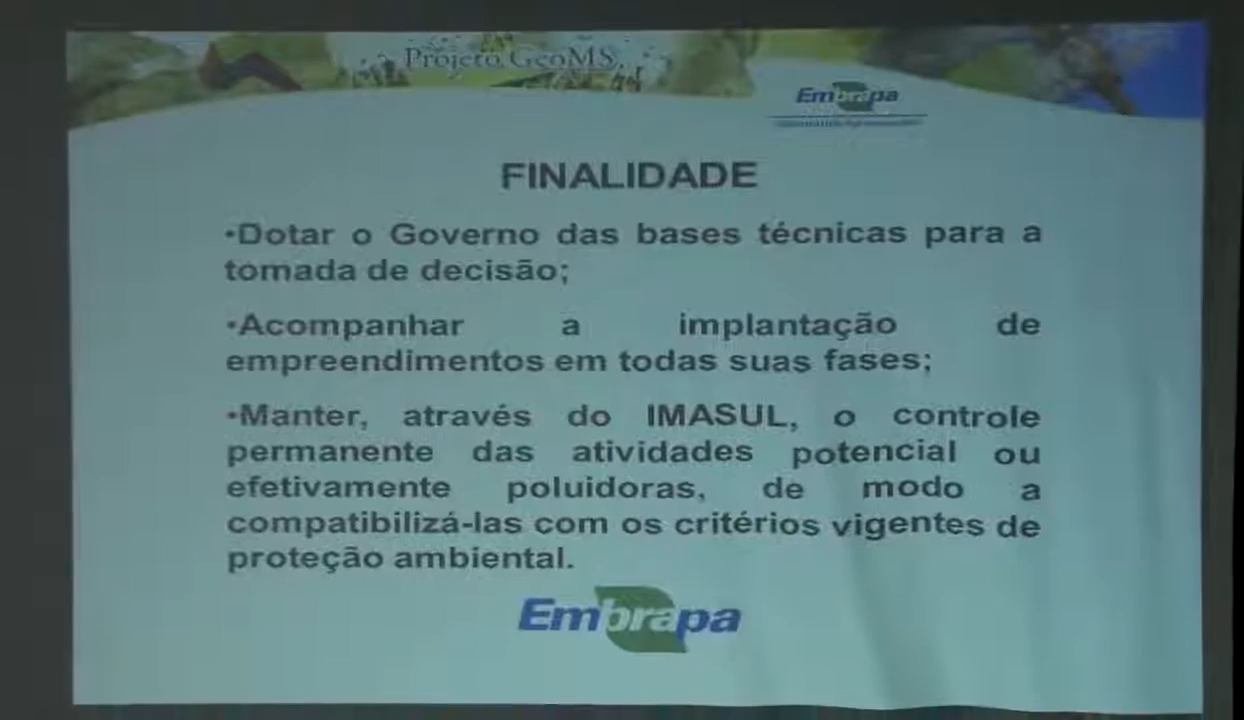 Projeto GeoMS
Embrapa
FINALIDADE
•Dotar o Governo das bases técnicas para a
tomada de decisão;
•Acompanhar a implantação de
empreendimentos em todas suas fases;
•Manter, através do IMASUL, o controle
permanente das atividades potencial ou
efetivamente poluidoras, de modo a
compatibilizá-las com os critérios vigentes de
proteção ambiental.
Embrapa